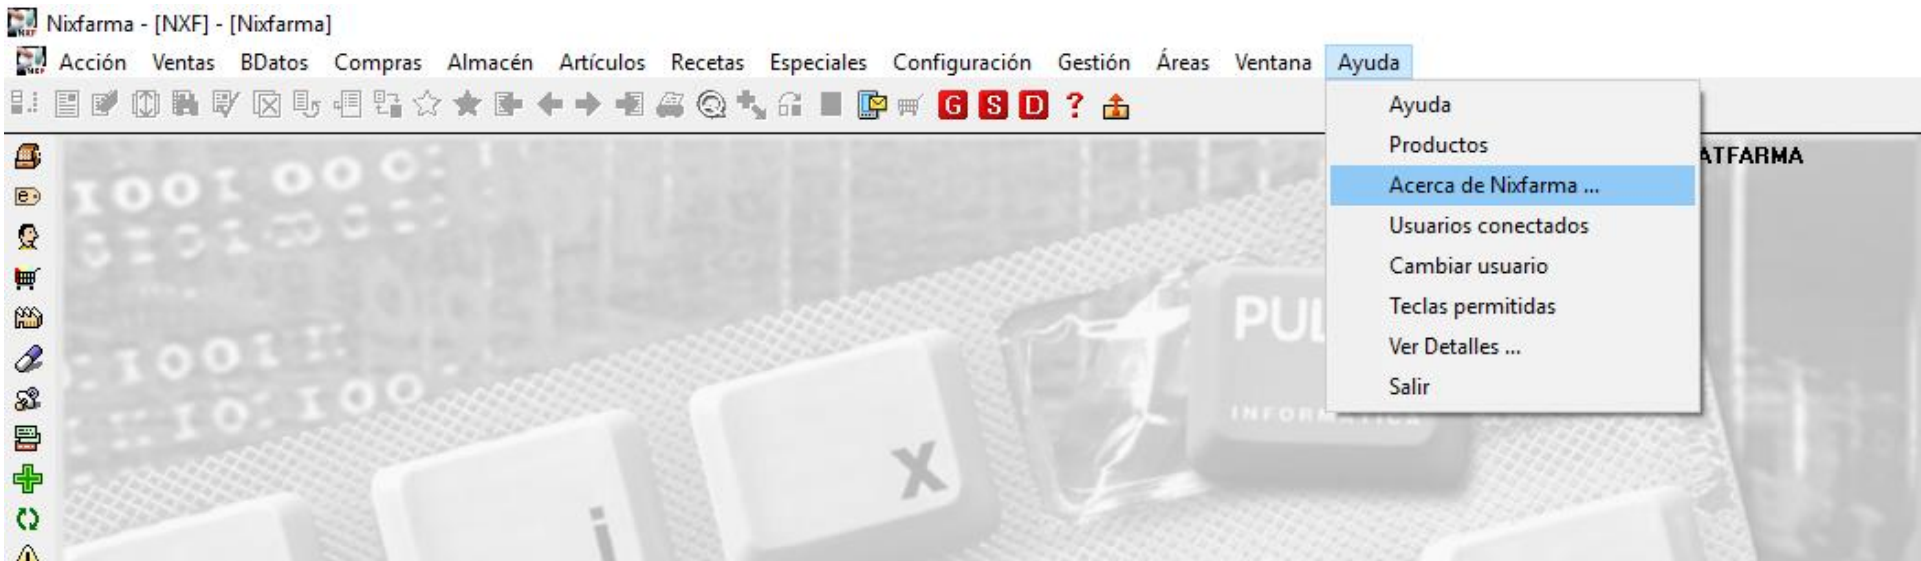 Nixfarma - [NXF] - [Nixfarma]
Acción Ventas BDatos Compras Almacén Artículos Recetas Especiales Configuración Gestión Áreas Ventana Ayuda
G S D ?
Ayuda
Productos
ATFARMA
Acerca de Nixfarma ...
Usuarios conectados
Cambiar usuario
Teclas permitidas
Ver Detalles ...
Salir
PUL
INFORMATICA
x
i